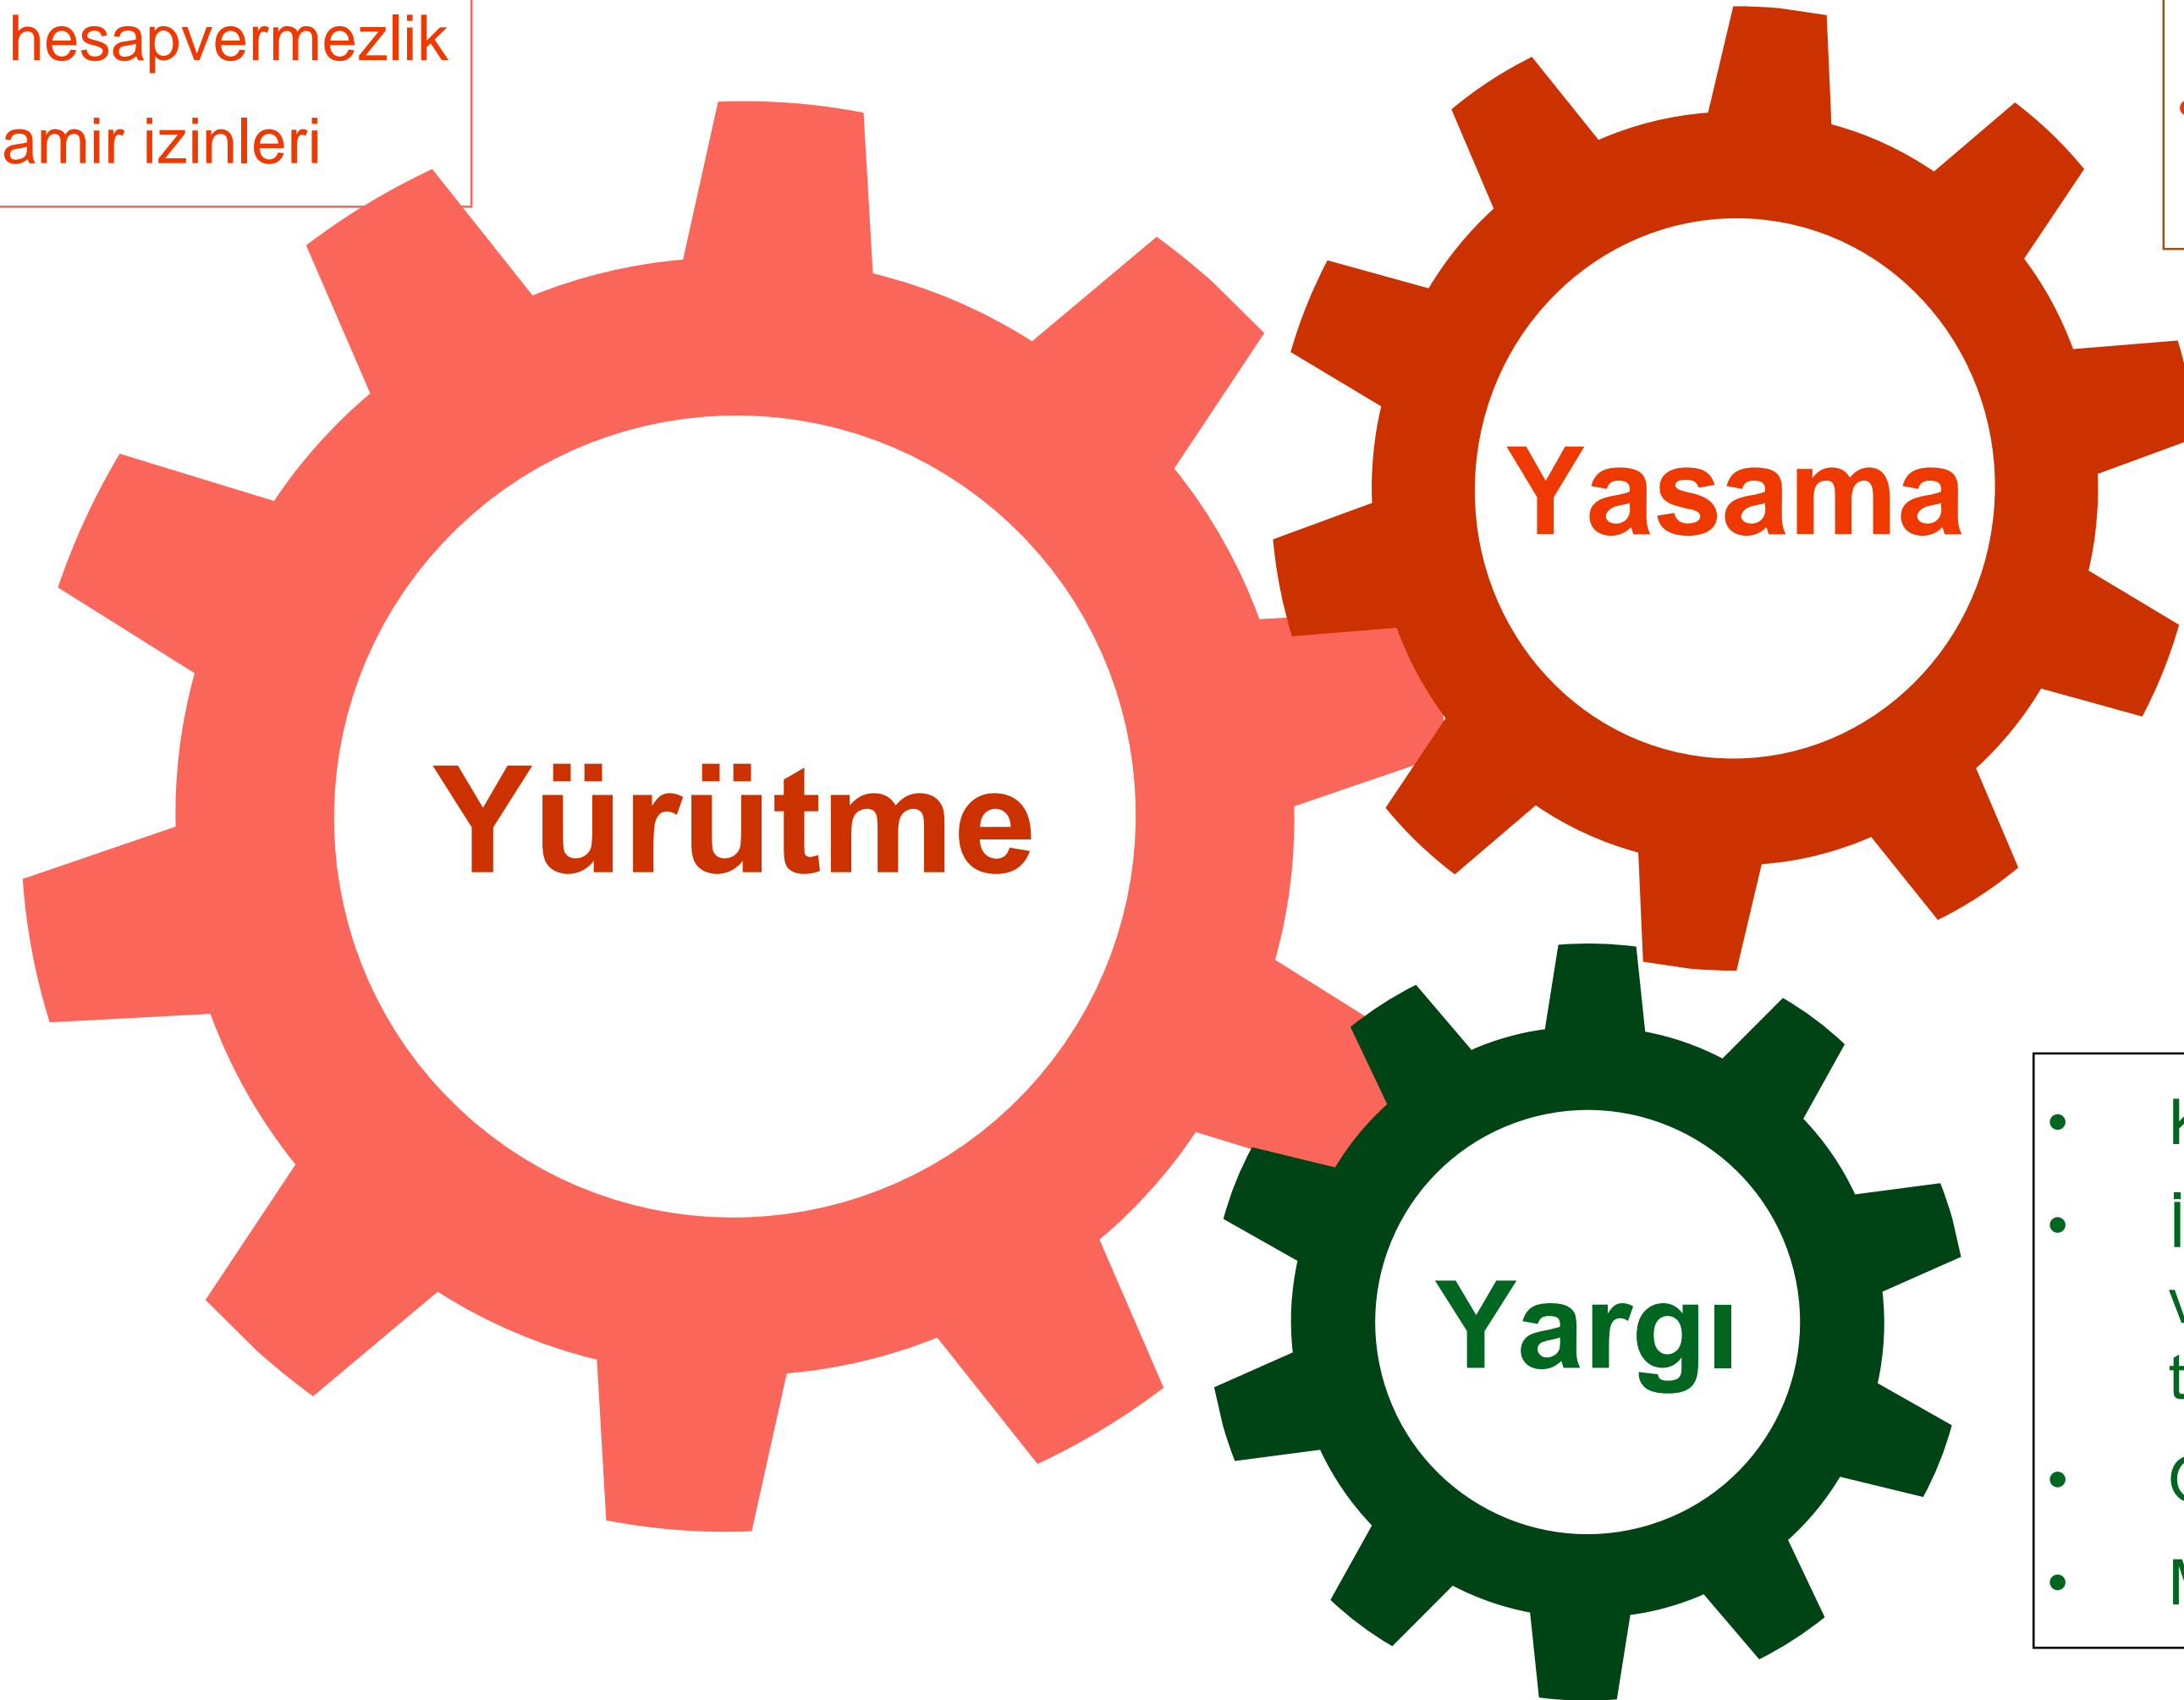 hesapvermezlik
amir izinleri
Yasama
Yürütme
Yargı